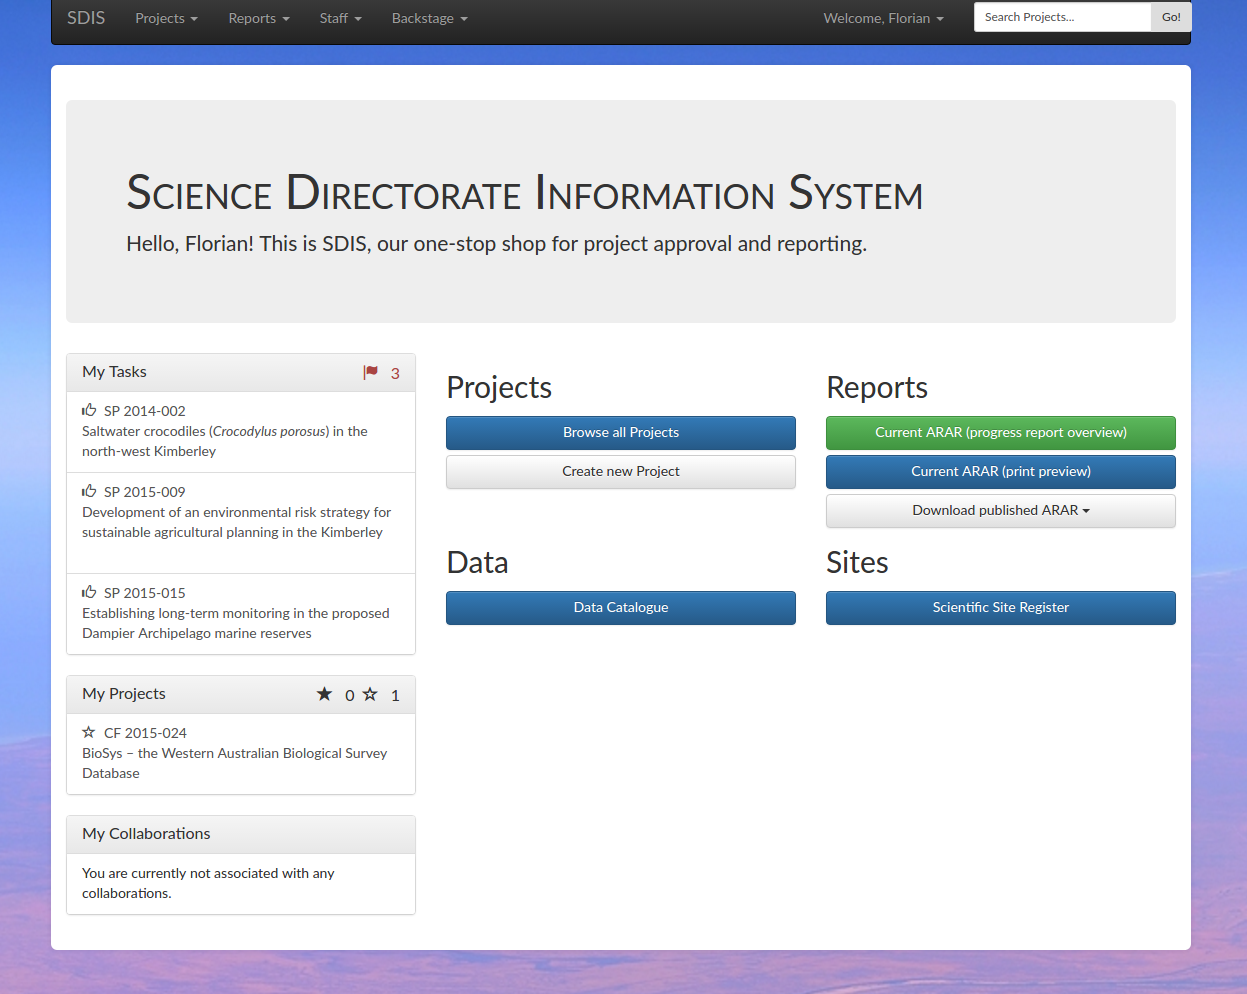 SDIS Projects Reports Staff Backstage Welcome, Florian Search Projects... Go!
Science Directorate Information System
Hello, Florian! This is SDIS, our one-stop shop for project approval and reporting.
My Tasks 3
SP 2014-002
Saltwater crocodiles (Crocodylus porosus) in the
north-west Kimberley
SP 2015-009
Development of an environmental risk strategy for
sustainable agricultural planning in the Kimberley
SP 2015-015
Establishing long-term monitoring in the proposed
Dampier Archipelago marine reserves
My Projects 0 1
CF 2015-024
BioSys – the Western Australian Biological Survey
Database
My Collaborations
You are currently not associated with any
collaborations.
Projects
Browse all Projects
Create new Project
Reports
Current ARAR (progress report overview)
Current ARAR (print preview)
Download published ARAR
Data
Data Catalogue
Sites
Scientific Site Register